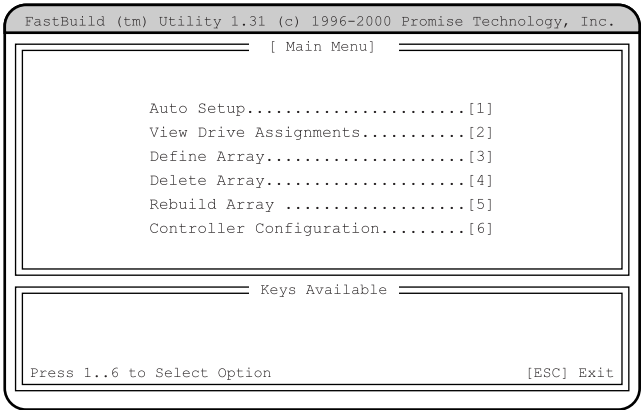 FastBuild (tm) Utility 1.31 (c) 1996-2000 Promise Technology, Inc.
[ Main Menu]
Auto Setup.......................[1]
View Drive Assignments...........[2]
Define Array.....................[3]
Delete Array.....................[4]
Rebuild Array ...................[5]
Controller Configuration.........[6]
Keys Available
Press 1..6 to Select Option [ESC] Exit